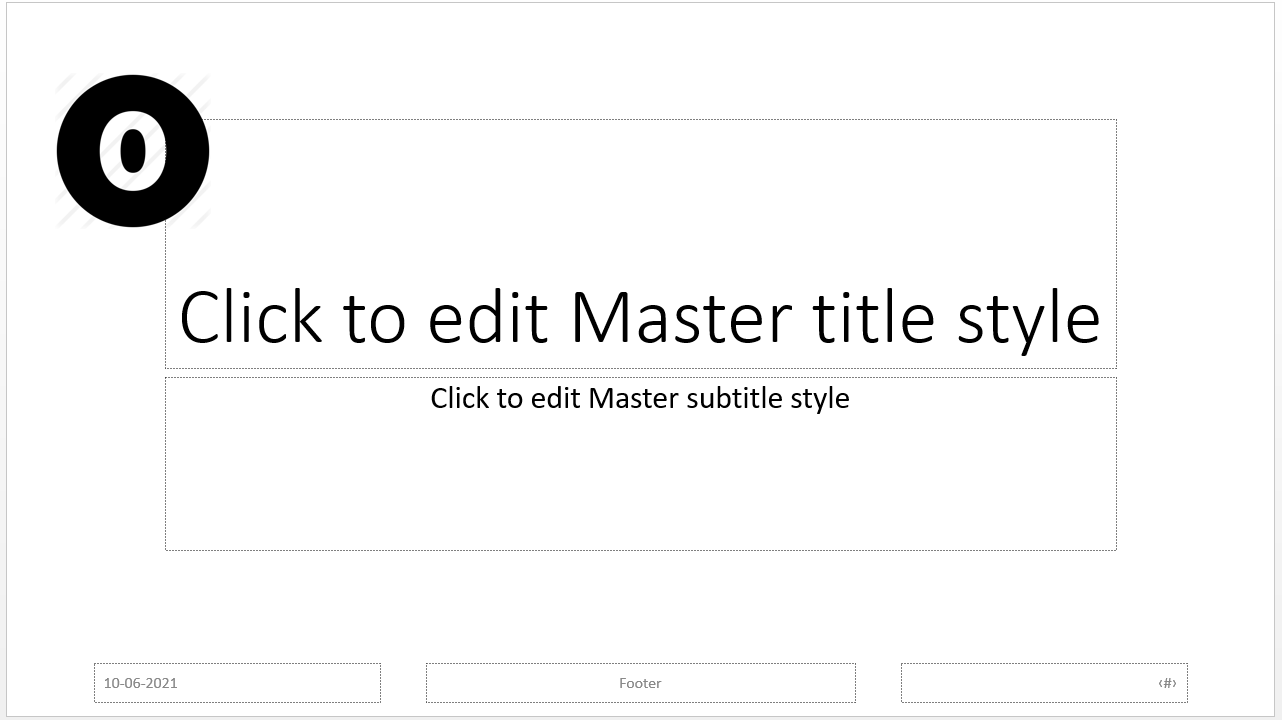 0
Click to edit Master title style
Click to edit Master subtitle style
10-06-2021
Footer
‹#›